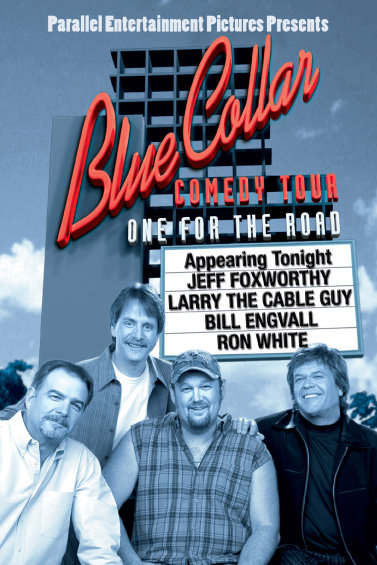 Parallel Entertainment Pictures Presents
Blue Collar
COMEDY TOUR
ONE FOR THE ROAD
Appearing Tonight
JEFF FOXWORTHY
LARRY THE CABLE GUY
BILL ENGVALL
RON WHITE